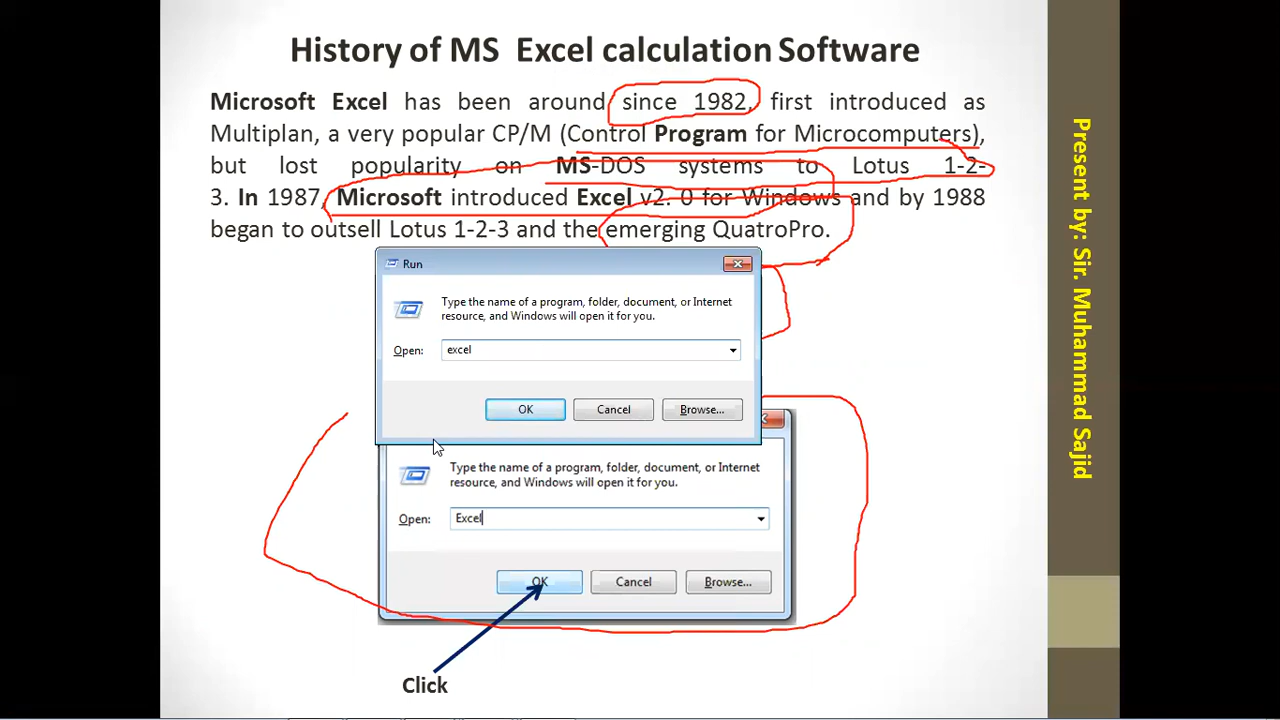 History of MS Excel calculation Software
Microsoft Excel has been around since 1982, first introduced as
Multiplan, a very popular CP/M (Control Program for Microcomputers),
but lost popularity on MS-DOS systems to Lotus 1-2-
3. In 1987, Microsoft introduced Excel v2. 0 for Windows and by 1988
began to outsell Lotus 1-2-3 and the emerging QuatroPro.
Run
Type the name of a program, folder, document, or Internet
resource, and Windows will open it for you.
Open: excel
OK Cancel Browse...
Type the name of a program, folder, document, or Internet
resource, and Windows will open it for you.
Open: Excel
OK Cancel Browse...
Click
Present by: Sir. Muhammad Sajid